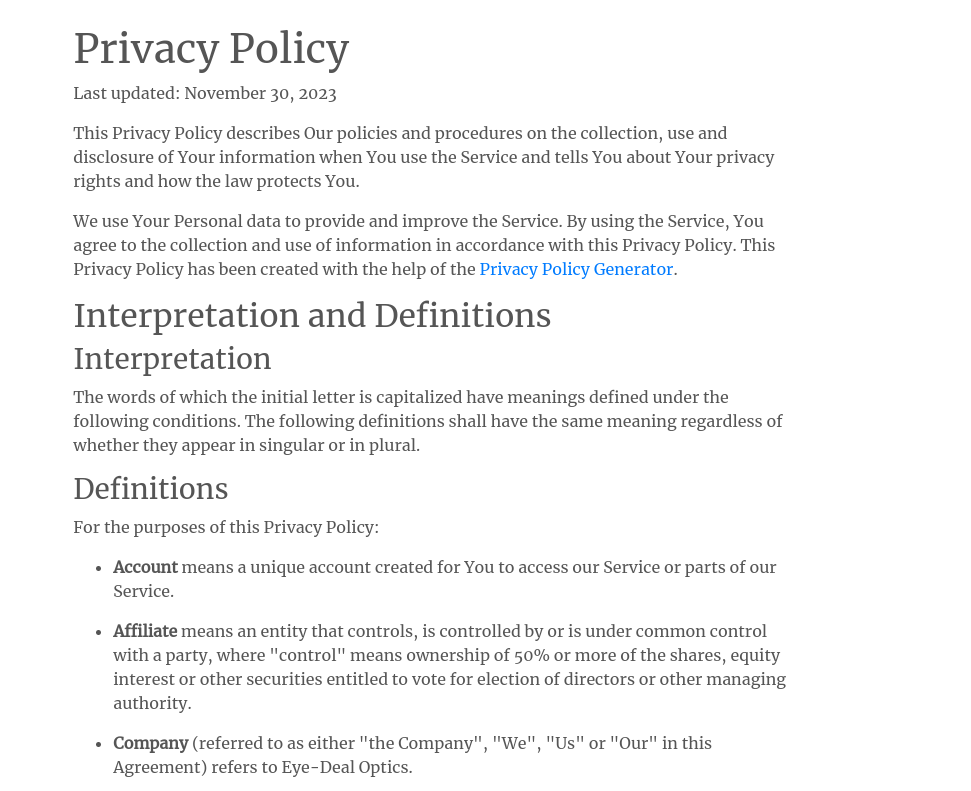 Privacy Policy
Last updated: November 30, 2023
This Privacy Policy describes Our policies and procedures on the collection, use and
disclosure of Your information when You use the Service and tells You about Your privacy
rights and how the law protects You.
We use Your Personal data to provide and improve the Service. By using the Service, You
agree to the collection and use of information in accordance with this Privacy Policy. This
Privacy Policy has been created with the help of the Privacy Policy Generator.
Interpretation and Definitions
Interpretation
The words of which the initial letter is capitalized have meanings defined under the
following conditions. The following definitions shall have the same meaning regardless of
whether they appear in singular or in plural.
Definitions
For the purposes of this Privacy Policy:
• Account means a unique account created for You to access our Service or parts of our
Service.
• Affiliate means an entity that controls, is controlled by or is under common control
with a party, where "control" means ownership of 50% or more of the shares, equity
interest or other securities entitled to vote for election of directors or other managing
authority.
• Company (referred to as either "the Company", "We", "Us" or "Our" in this
Agreement) refers to Eye-Deal Optics.